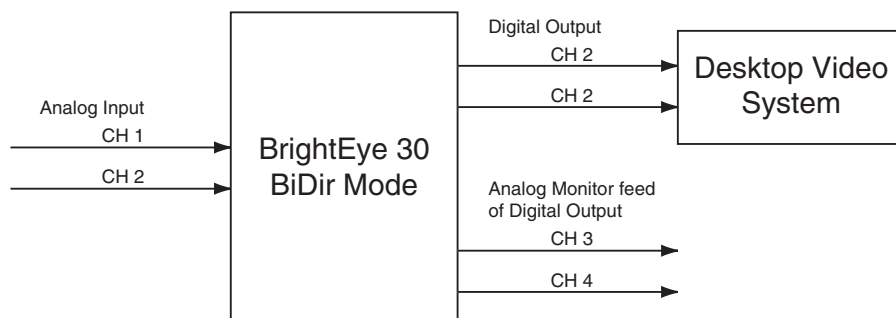 Digital Output
CH 2
CH 2
Desktop Video
System
Analog Input
CH 1
CH 2
BrightEye 30
BiDir Mode
Analog Monitor feed
of Digital Output
CH 3
CH 4